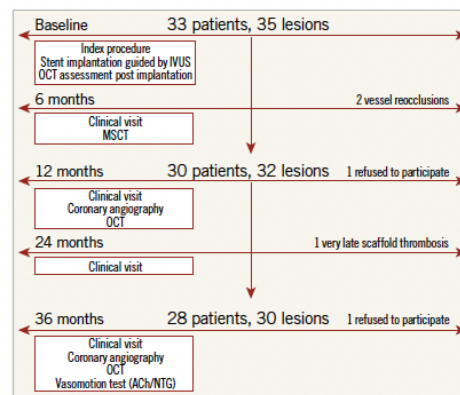 Baseline 33 patients, 35 lesions
Index procedure
Stent implantation guided by IVUS
OCT assessment post implantation
6 months 2 vessel reocclusions
Clinical visit
MSCT
12 months 30 patients, 32 lesions 1 refused to participate
Clinical visit
Coronary angiography
OCT
24 months 1 very late scaffold thrombosis
Clinical visit
36 months 28 patients, 30 lesions 1 refused to participate
Clinical visit
Coronary angiography
OCT
Vasomotion test (ACh/NTG)